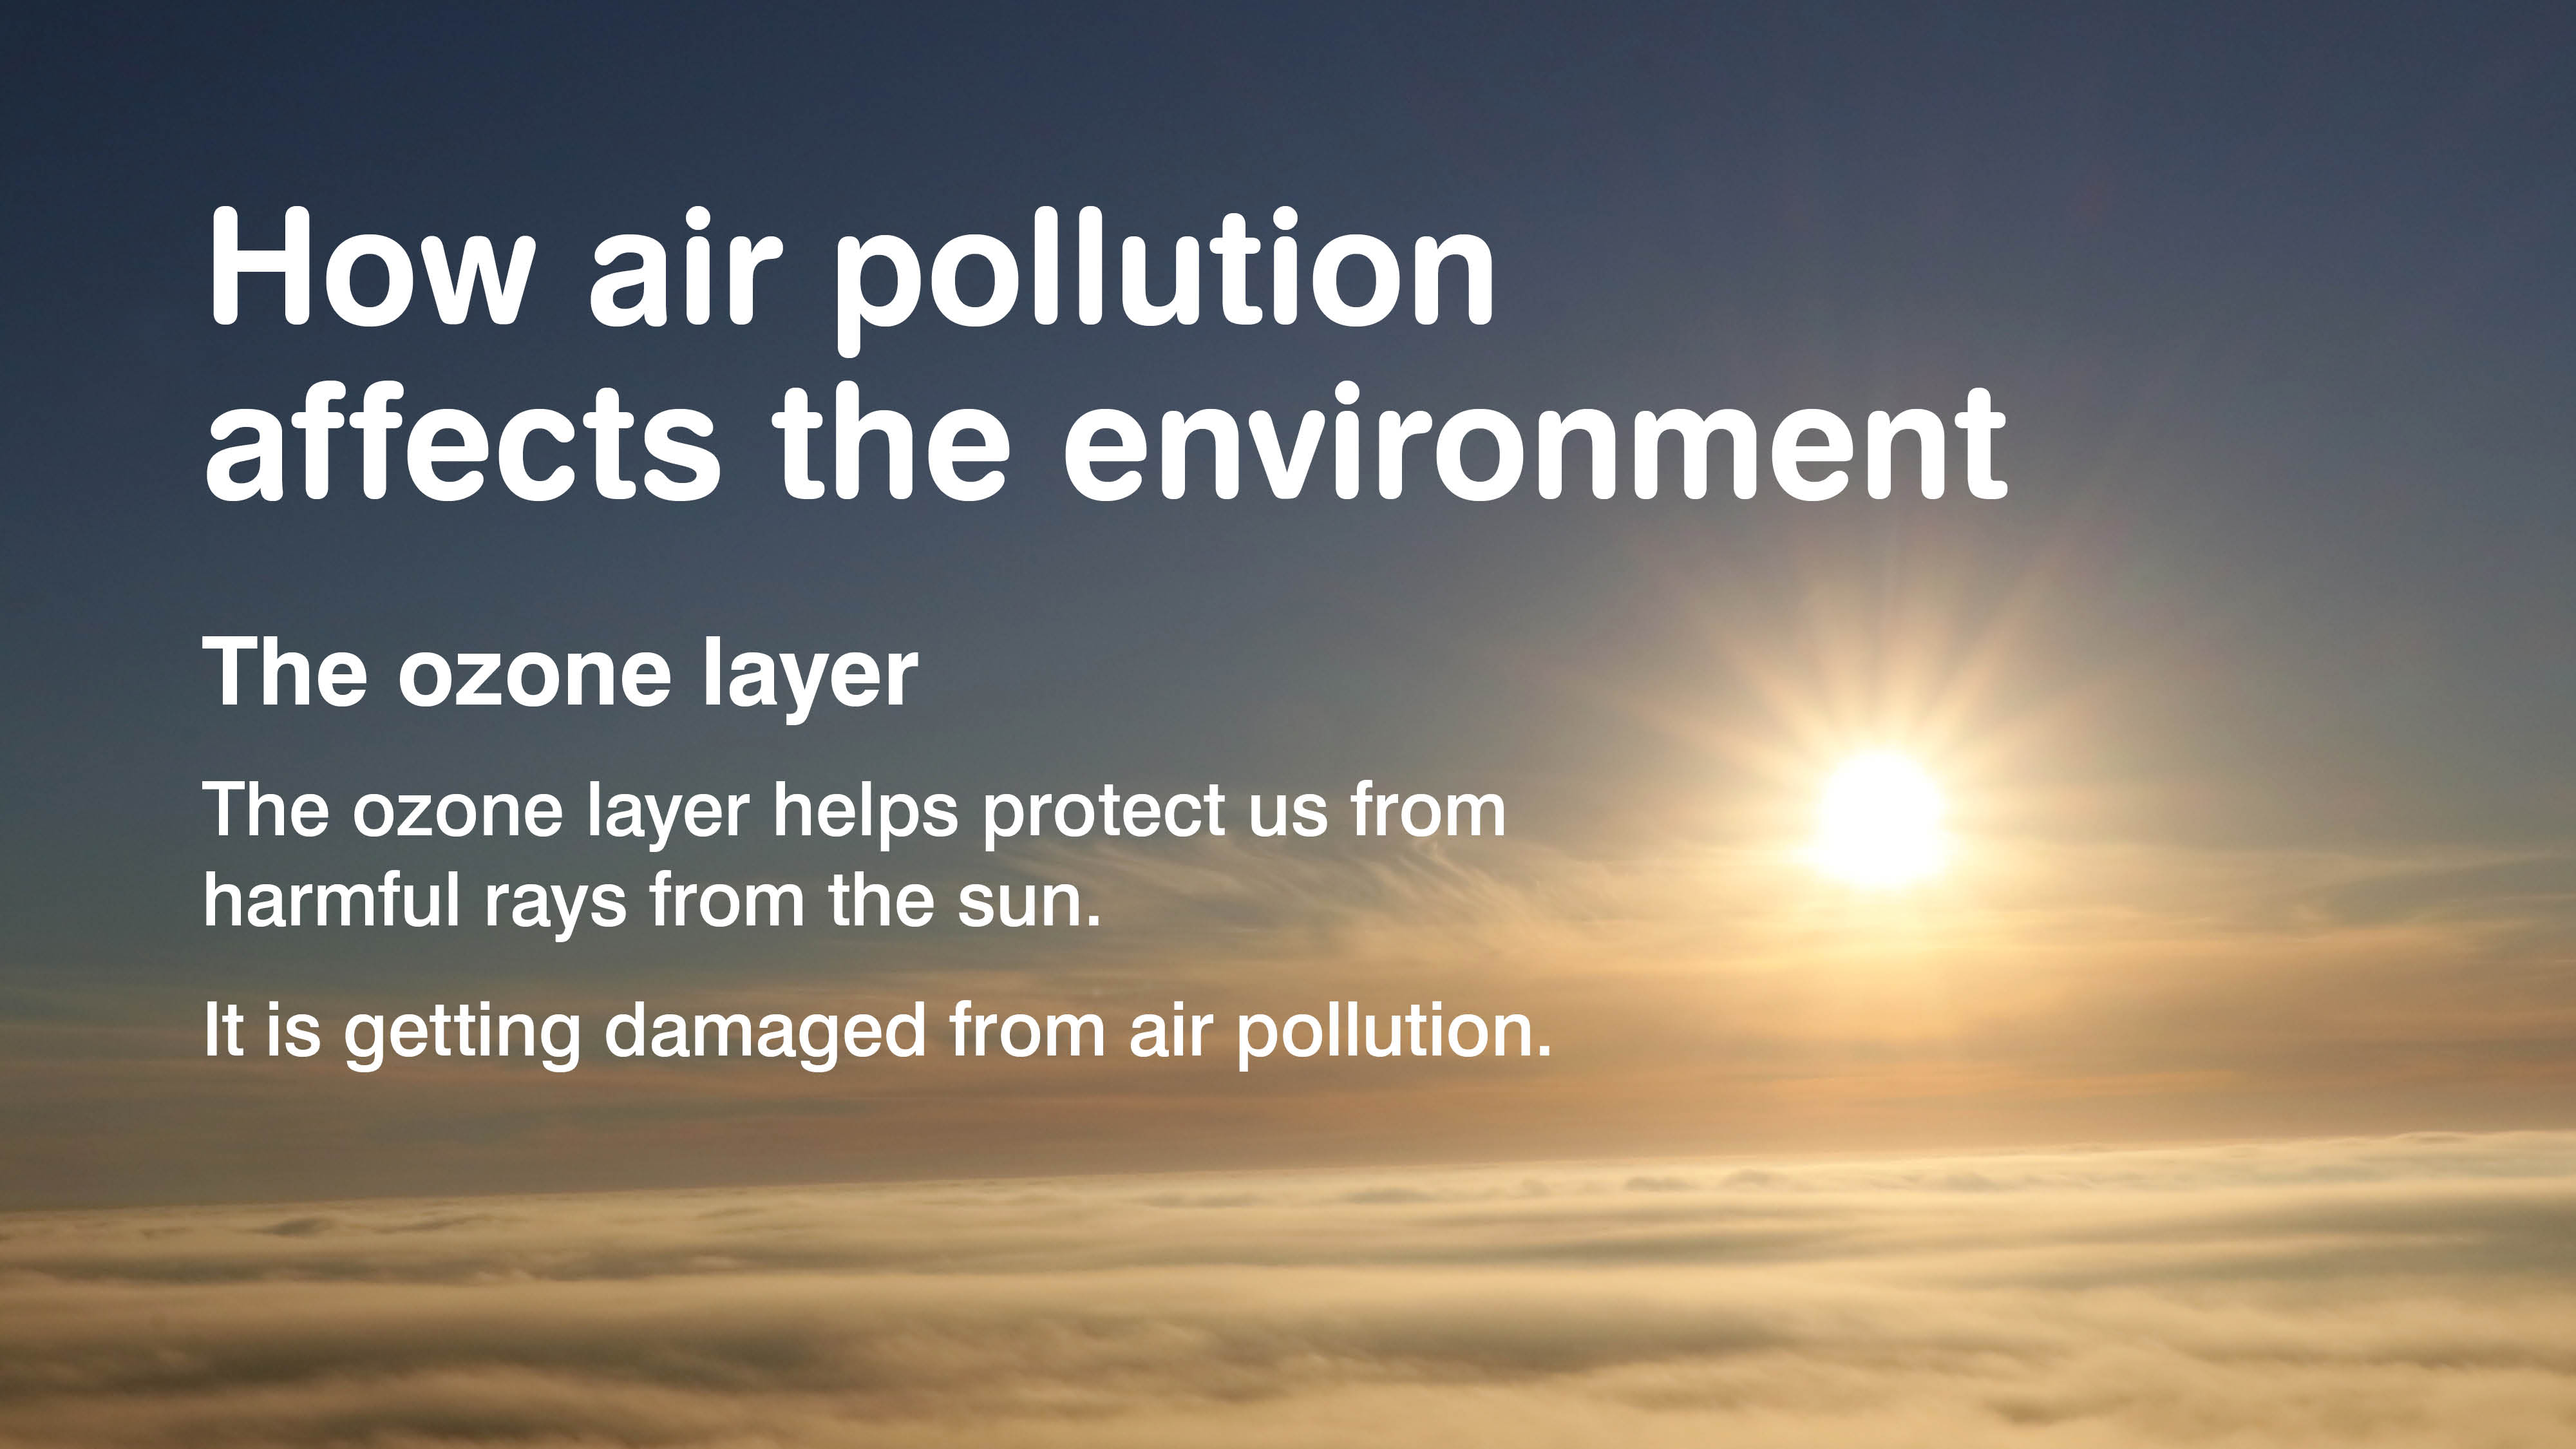 How air pollution
affects the environment
The ozone layer
The ozone layer helps protect us from
harmful rays from the sun.
It is getting damaged from air pollution.